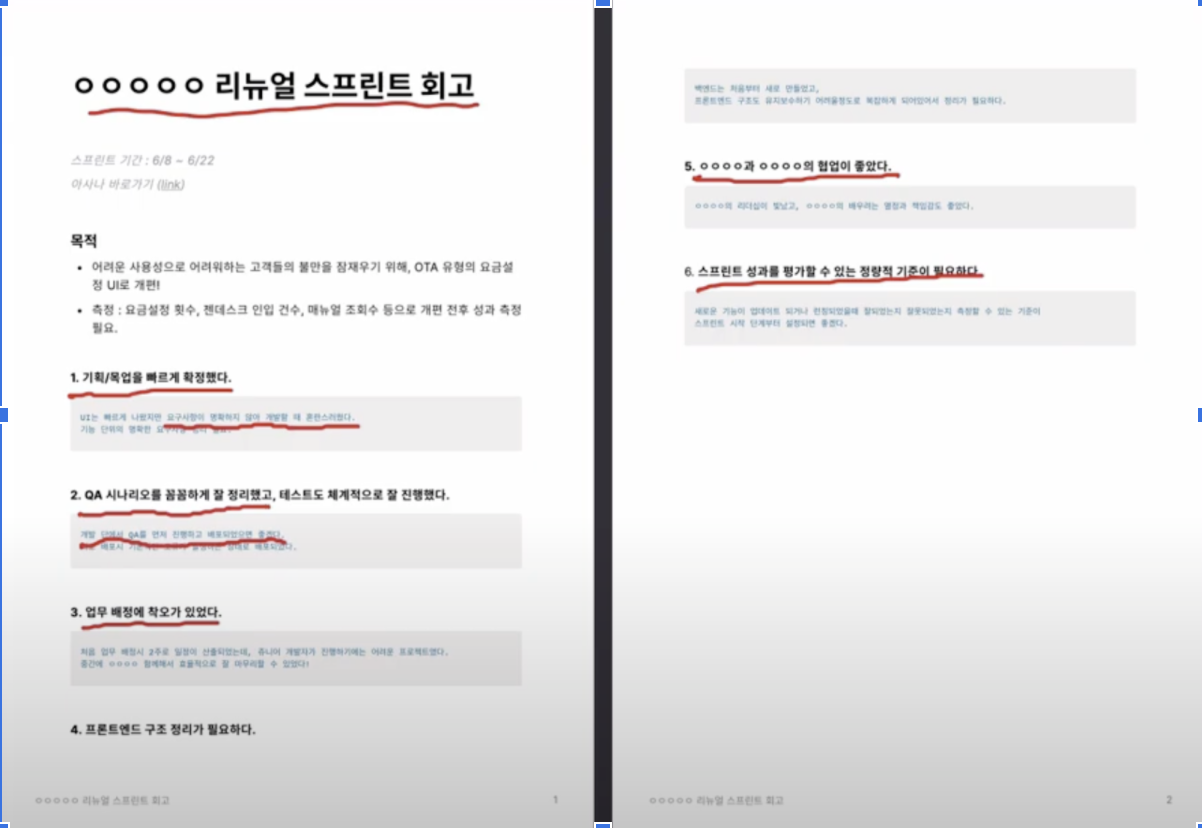 ㅇㅇㅇㅇㅇ 리뉴얼 스프린트 회고
스프린트 기간 : 6/8 – 6/22
아사나 바로가기 (link)
목적
• 어려운 사용성으로 어려워하는 고객들의 불만을 잠재우기 위해, OTA 유형의 요금설
정 UI로 개편!
• 측정 : 요금설정 횟수, 젠데스크 인입 건수, 매뉴얼 조회수 등으로 개편 전후 성과 측정
필요.
1. 기획/목업을 빠르게 확정했다.
UI는 빠르게 나왔지만 요구사항이 명확하지 않아 개발할 때 혼란스러웠다.
기능 단위의 명확한
2. QA 시나리오를 꼼꼼하게 잘 정리했고, 테스트도 체계적으로 잘 진행했다.
개발 단에서 QA를 먼저 진행하고 배포되었으면 좋겠다.
배포시 상태로 배포되었다.
3. 업무 배정에 착오가 있었다.
처음 업무 배정시 2주로 일정이 산출되었는데, 쥬니어 개발자가 진행하기에는 어려운 프로젝트였다.
중간에 ㅇㅇㅇㅇ 함께해서 효율적으로 잘 마무리할 수 있었다!
4. 프론트엔드 구조 정리가 필요하다.
ㅇㅇㅇㅇㅇ 리뉴얼 스프린트 회고
1
백엔드는 처음부터 새로 만들었고,
프론트엔드 구조도 유지보수하기 어려울정도로 복잡하게 되어있어서 정리가 필요하다.
5. ㅇㅇㅇㅇ과 ㅇㅇㅇㅇ의 협업이 좋았다.
ㅇㅇㅇㅇ의 리더십이 빛났고, ㅇㅇㅇㅇ의 배우려는 열정과 책임감도 좋았다.
6. 스프린트 성과를 평가할 수 있는 정량적 기준이 필요하다.
새로운 기능이 업데이트 되거나 런칭되었을때 잘되었는지 잘못되었는지 측정할 수 있는 기준이
스프린트 시작 단계부터 설정되면 좋겠다.
ㅇㅇㅇㅇㅇ 리뉴얼 스프린트 회고
2